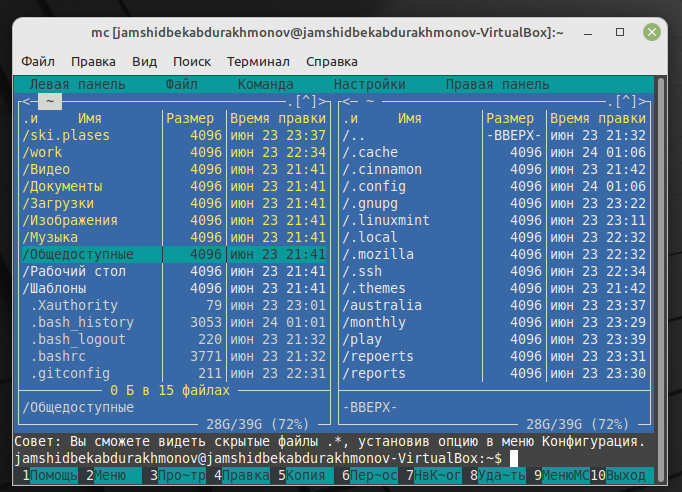 mc [jamshidbekabdurakhmonov@jamshidbekabdurakhmonov-VirtualBox]:~
Файл Правка Вид Поиск Терминал Справка
Левая панель Файл Команда Настройки Правая панель
<─ ~ .[^]> <─ ~ .[^]>
.и Имя Размер Время правки .и Имя Размер Время правки
/ski.plases 4096 июн 23 23:37 /.. -ВВЕРХ- июн 23 21:32
/work 4096 июн 23 22:34 /.cache 4096 июн 24 01:06
/Видео 4096 июн 23 21:41 /.cinnamon 4096 июн 23 21:42
/Документы 4096 июн 23 21:41 /.config 4096 июн 24 01:06
/Загрузки 4096 июн 23 21:41 /.gnupg 4096 июн 23 23:22
/Изображения 4096 июн 23 21:41 /.linuxmint 4096 июн 23 23:11
/Музыка 4096 июн 23 21:41 /.local 4096 июн 23 22:32
/Общедоступные 4096 июн 23 21:41 /.mozilla 4096 июн 23 22:32
/Рабочий стол 4096 июн 23 21:41 /.ssh 4096 июн 23 22:34
/Шаблоны 4096 июн 23 21:41 /.themes 4096 июн 23 21:42
.Xauthority 79 июн 23 23:01 /australia 4096 июн 23 23:37
.bash_history 3053 июн 24 01:01 /monthly 4096 июн 23 23:29
.bash_logout 220 июн 23 21:32 /play 4096 июн 23 23:39
.bashrc 3771 июн 23 21:32 /repoerts 4096 июн 23 23:31
.gitconfig 211 июн 23 22:31 /reports 4096 июн 23 23:30
0 Б в 15 файлах
/Общедоступные -ВВЕРХ-
28G/39G (72%) 28G/39G (72%)
Совет: Вы сможете видеть скрытые файлы .*, установив опцию в меню Конфигурация.
jamshidbekabdurakhmonov@jamshidbekabdurakhmonov-VirtualBox:~$
1Помощь 2Меню 3Про~тр 4Правка 5Копия 6Пер~ос 7НвК~ог 8Уда~ть 9МенюMC 10Выход